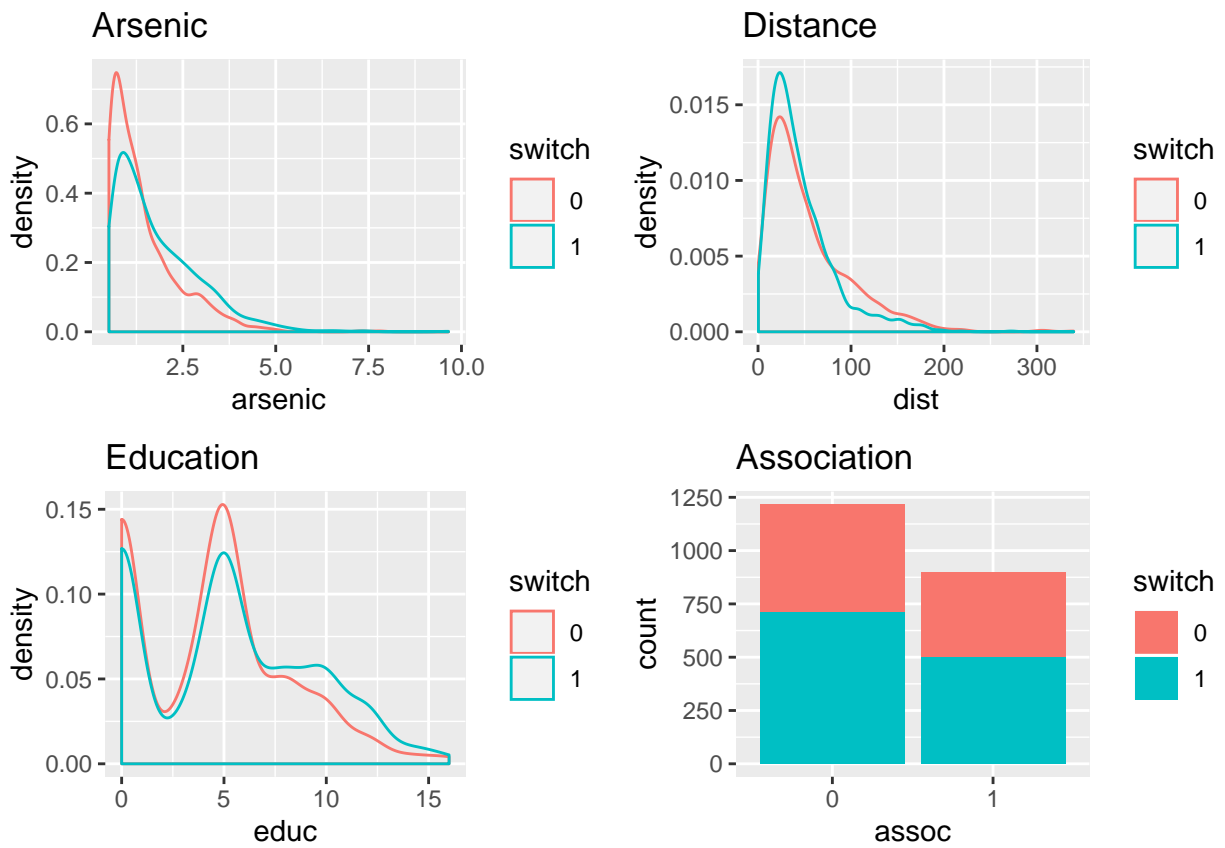 Arsenic
density
0.0
0.2
0.4
0.6
2.5
5.0
7.5
10.0
arsenic
switch
0
1
Distance
density
0.000
0.005
0.010
0.015
0
100
200
300
dist
switch
0
1
Education
density
0.00
0.05
0.10
0.15
0
5
10
15
educ
switch
0
1
Association
count
0
250
500
750
1000
1250
0
1
assoc
switch
0
1